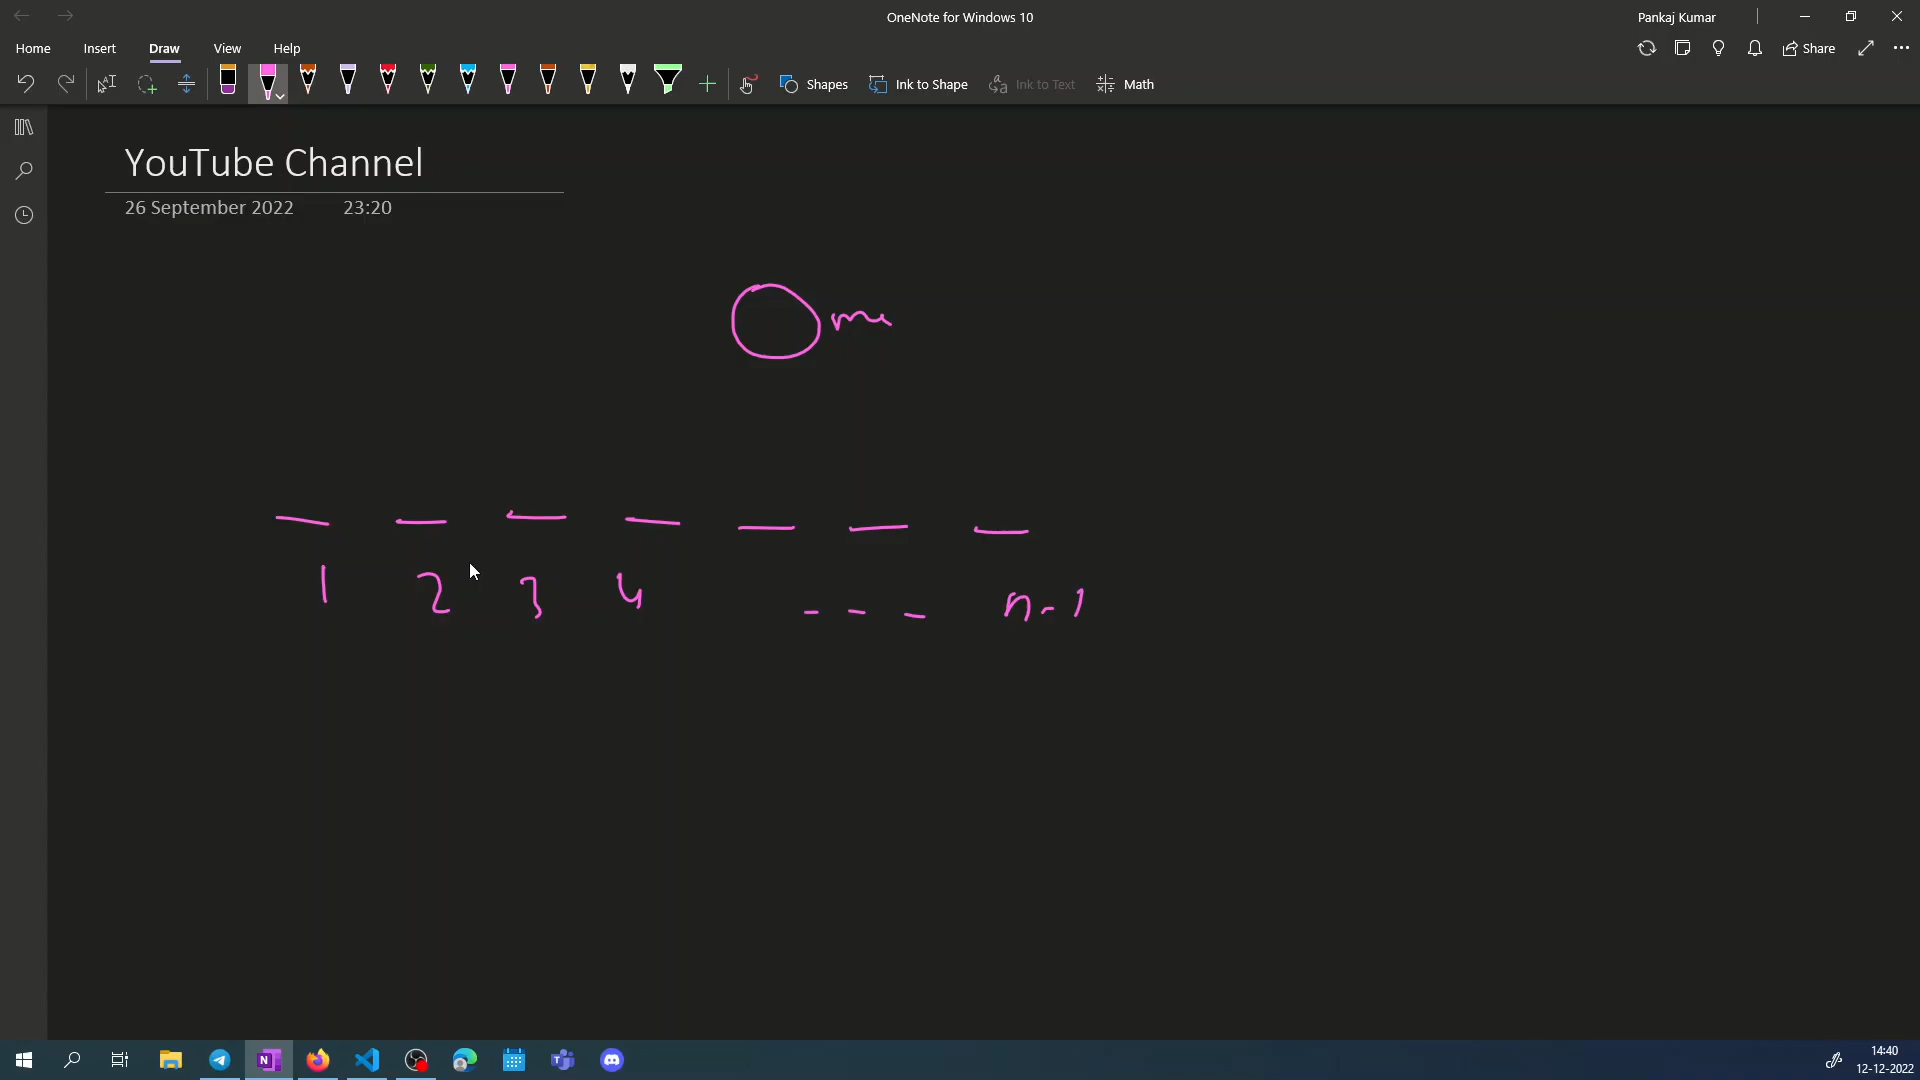 OneNote for Windows 10
Pankaj Kumar
Home Insert Draw View Help
Share
Shapes Ink to Shape Ink to Text Math
YouTube Channel
26 September 2022 23:20
me
1 2 3 4 - - - n-1
14:40
12-12-2022